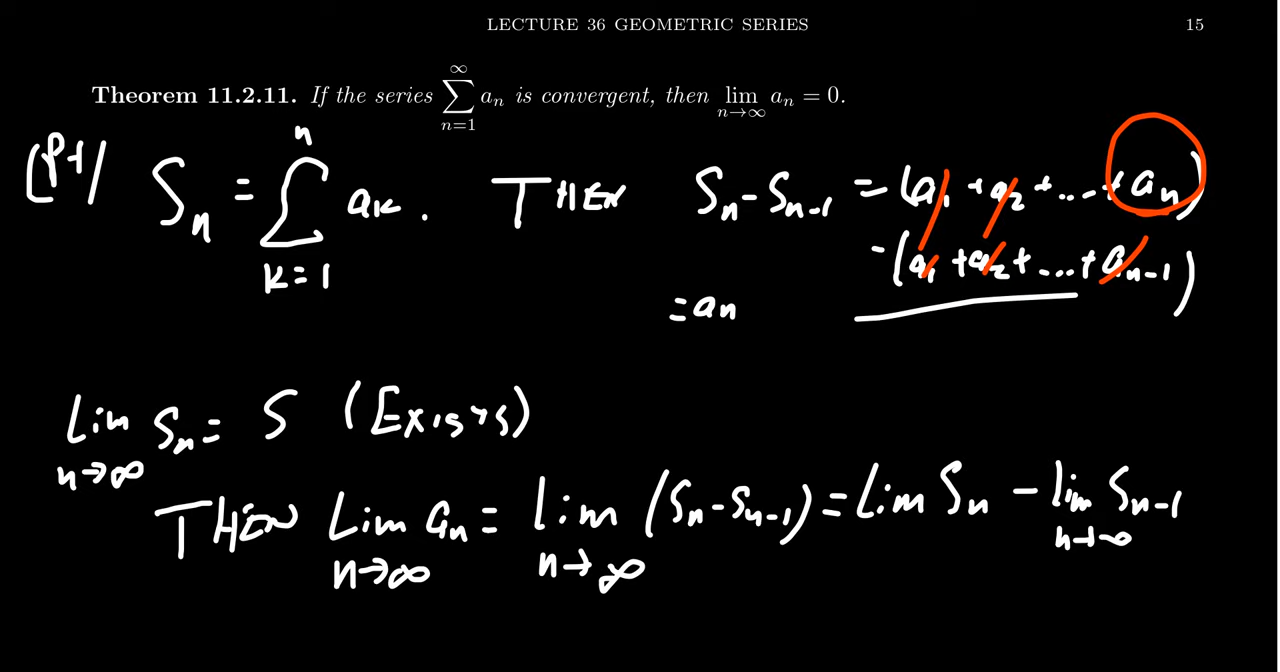 LECTURE 36 GEOMETRIC SERIES 15
Theorem 11.2.11. If the series ∑_{n=1}^{∞} a_n is convergent, then lim_{n→∞} a_n = 0.
(Pf) S_n = ∑_{k=1}^{n} a_k. THEN S_n - S_{n-1} = (a_1 + a_2 + .... + a_n)
-(a_1 + a_2 + ... + a_{n-1})
= a_n
Lim_{n→∞} S_n = S (EXISTS)
THEN Lim_{n→∞} a_n = lim_{n→∞} (S_n - S_{n-1}) = Lim S_n - lim_{n→∞} S_{n-1}